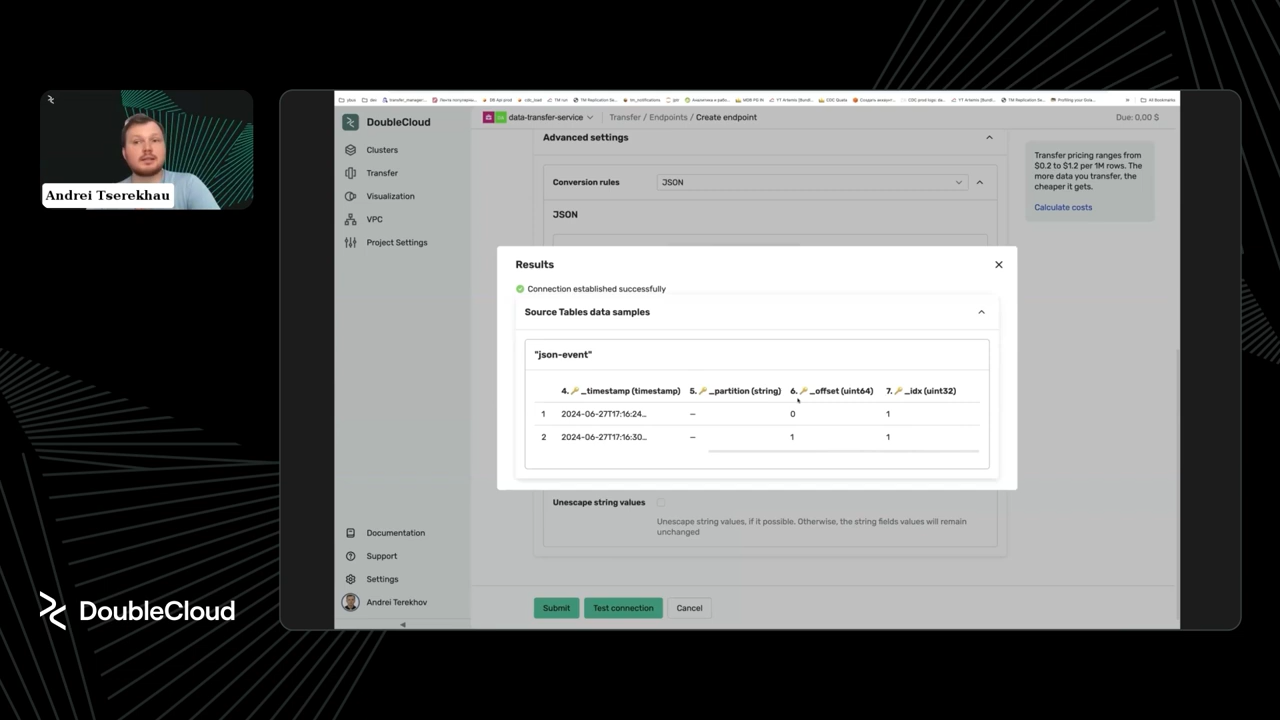 Andrei Tserekhau
DoubleCloud
DoubleCloud
Clusters
Transfer
Visualization
VPC
Project Settings
Documentation
Support
Settings
Andrei Terekhov
data-transfer-service
Transfer / Endpoints / Create endpoint
Due: 0,00 $
Advanced settings
Conversion rules
JSON
JSON
Transfer pricing ranges from
$0.2 to $1.2 per 1M rows. The
more data you transfer, the
cheaper it gets.
Calculate costs
Results
Connection established successfully
Source Tables data samples
"json-event"
4. 🔑 _timestamp (timestamp) 5. 🔑 _partition (string) 6. 🔑 _offset (uint64) 7. 🔑 _idx (uint32)
1 2024-06-27T17:16:24... – 0 1
2 2024-06-27T17:16:30... – 1 1
Unescape string values
Unescape string values, if it possible. Otherwise, the string fields values will remain
unchanged
Submit
Test connection
Cancel